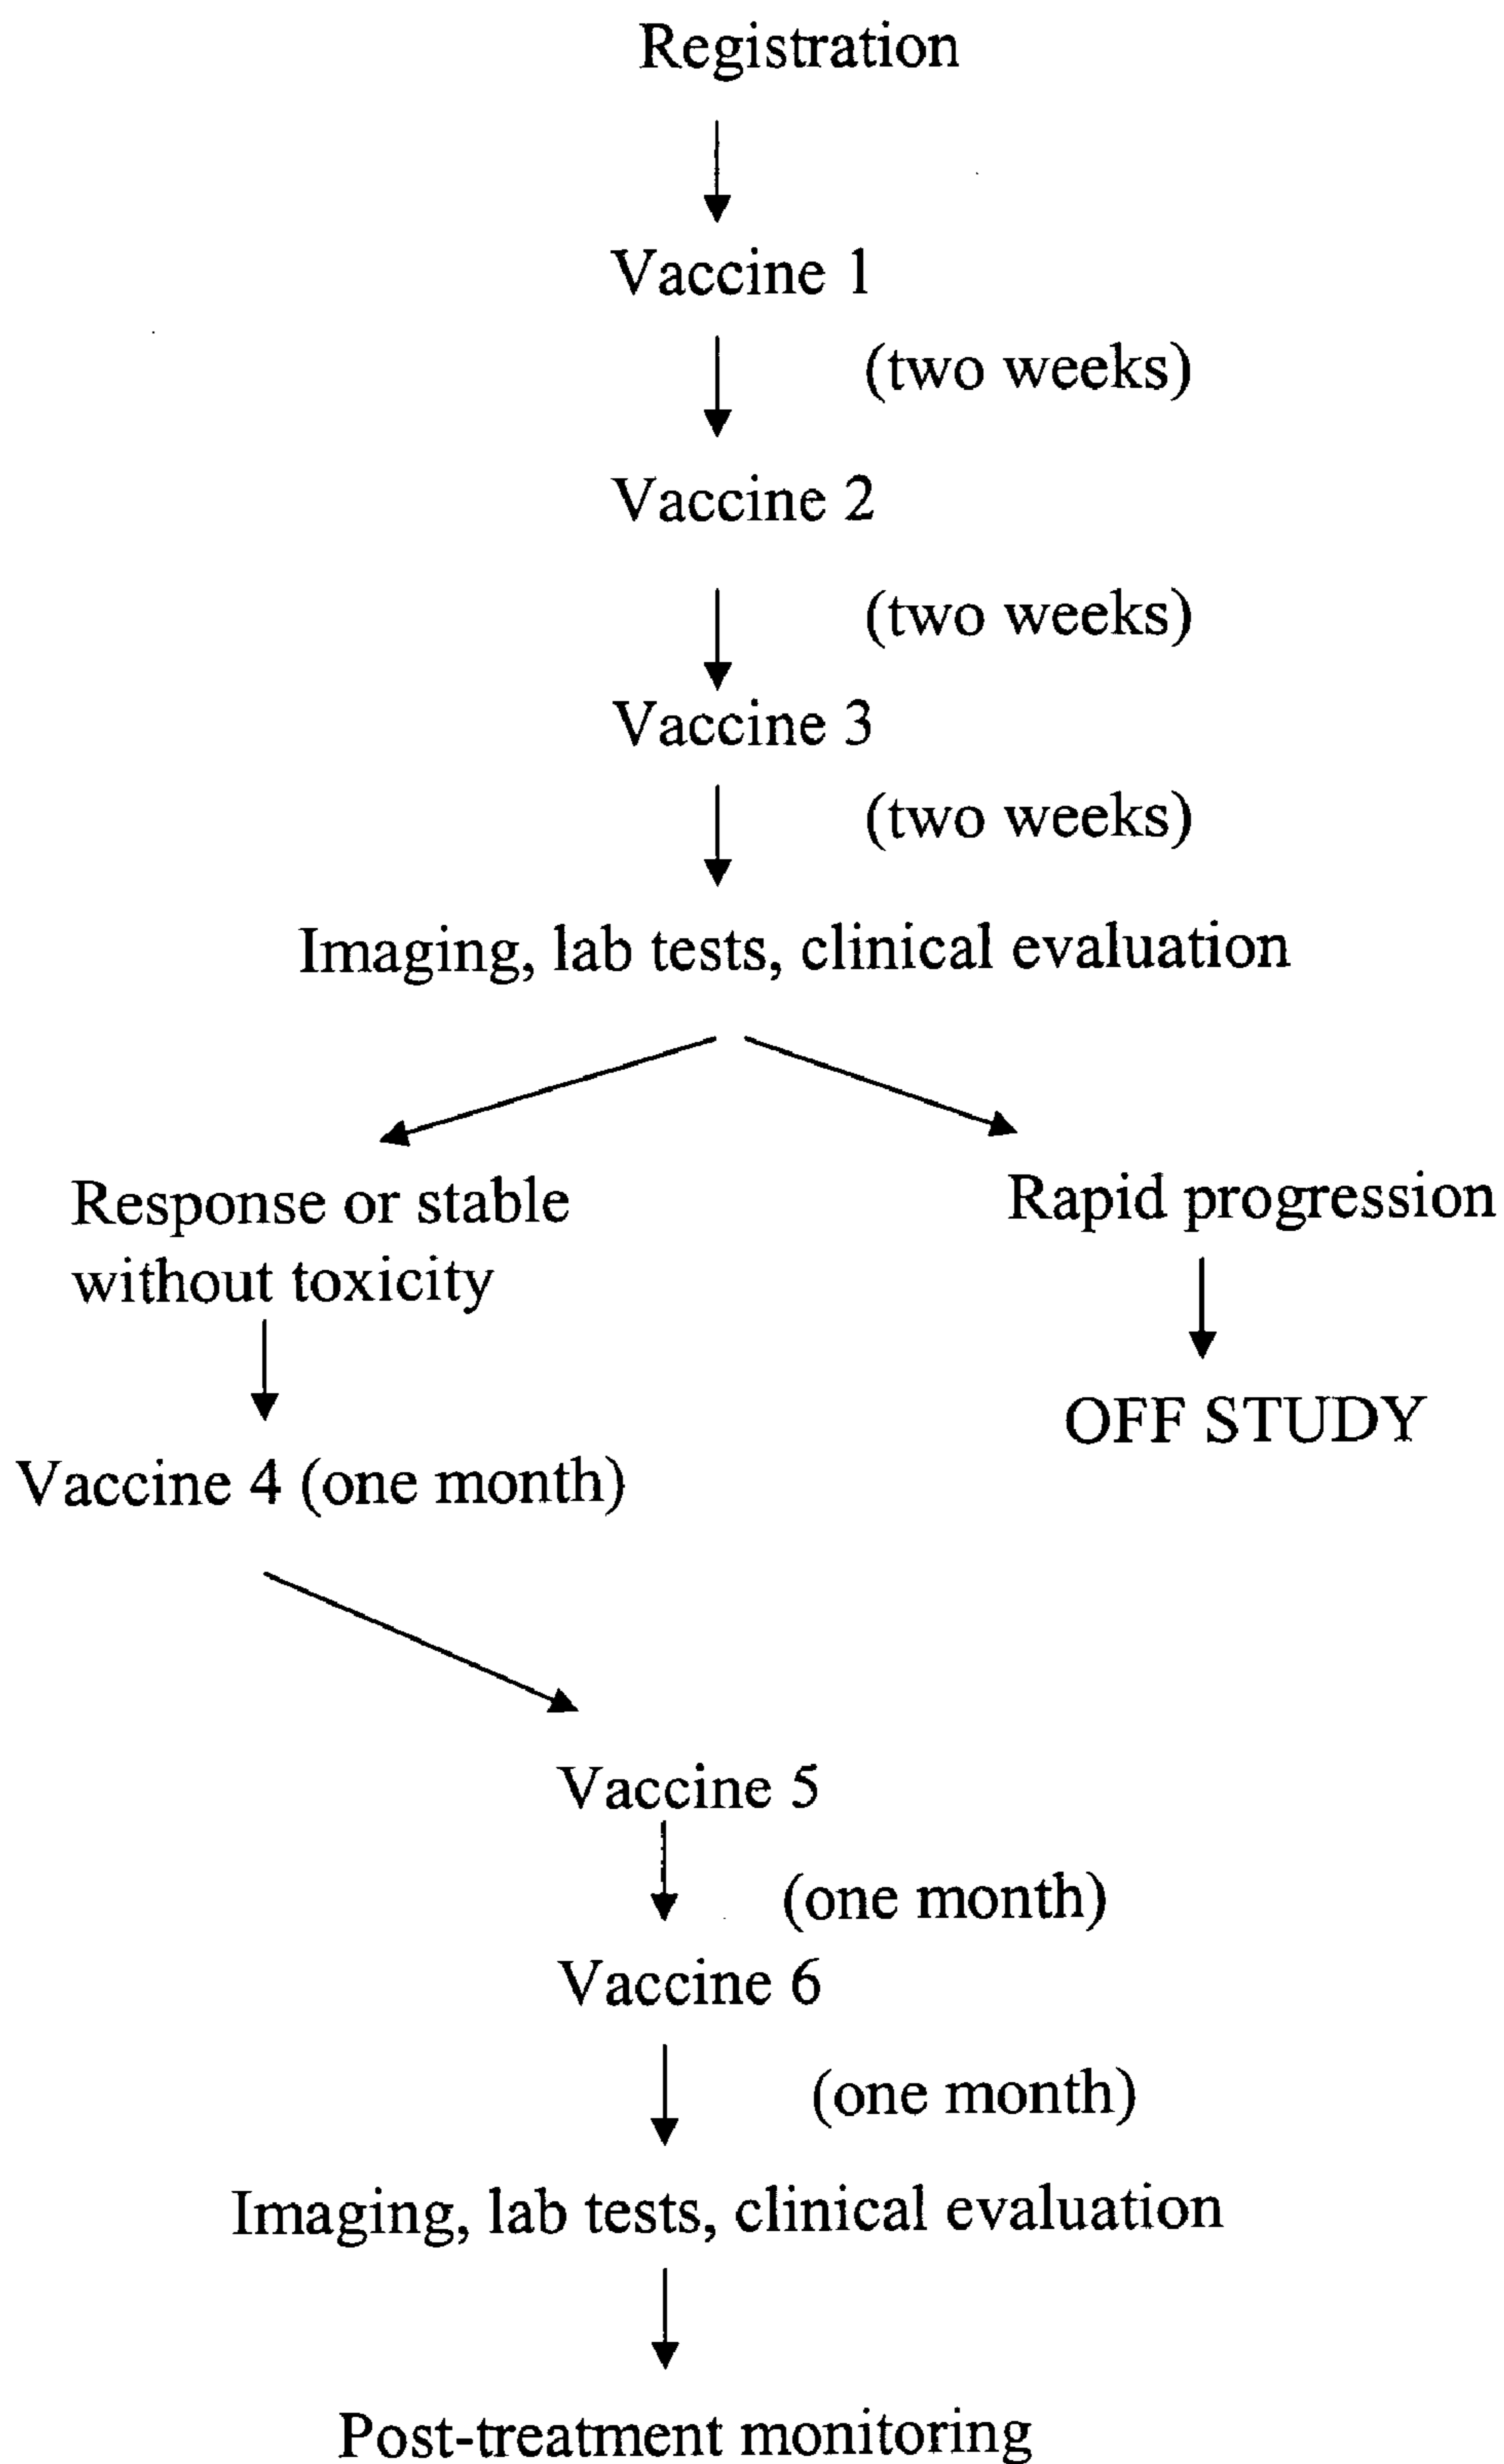 Registration
Vaccine 1
(two weeks)
Vaccine 2
(two weeks)
Vaccine 3
(two weeks)
Imaging, lab tests, clinical evaluation
Response or stable
without toxicity
Rapid progression
OFF STUDY
Vaccine 4 (one month)
Vaccine 5
(one month)
Vaccine 6
(one month)
Imaging, lab tests, clinical evaluation
Post-treatment monitoring